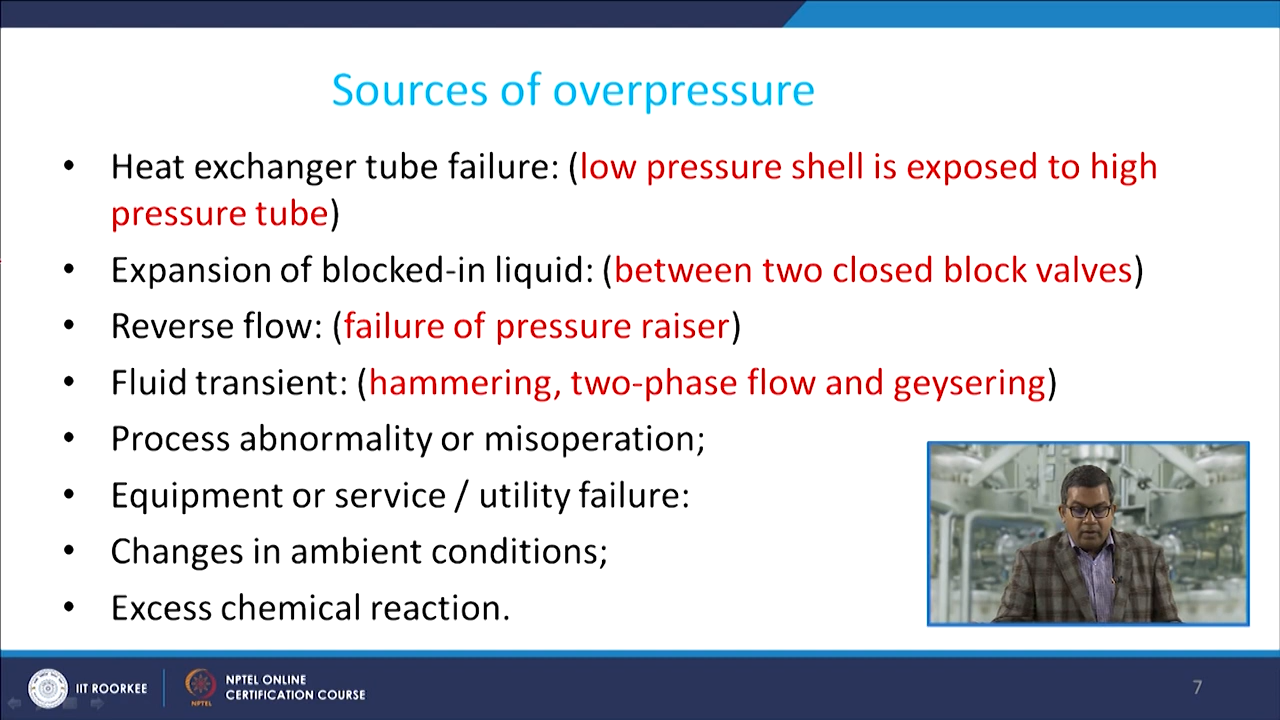 Sources of overpressure
• Heat exchanger tube failure: (low pressure shell is exposed to high
pressure tube)
• Expansion of blocked-in liquid: (between two closed block valves)
• Reverse flow: (failure of pressure raiser)
• Fluid transient: (hammering, two-phase flow and geysering)
• Process abnormality or misoperation;
• Equipment or service / utility failure:
• Changes in ambient conditions;
• Excess chemical reaction.
IIT ROORKEE
NPTEL
NPTEL ONLINE
CERTIFICATION COURSE
7